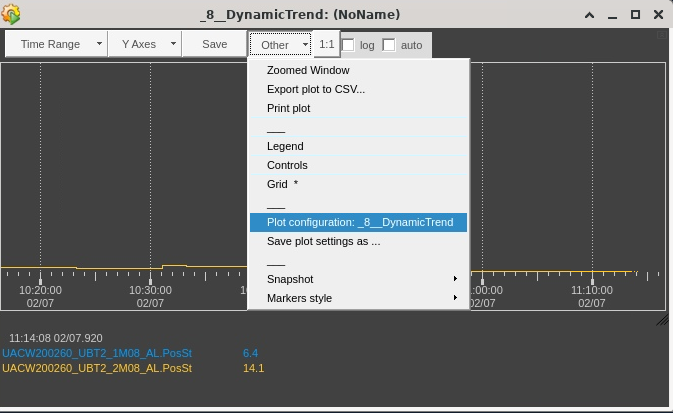 _8__DynamicTrend: (NoName)
Time Range Y Axes Save Other 1:1 log auto
Zoomed Window
Export plot to CSV...
Print plot
___
Legend
Controls
Grid *
___
Plot configuration: _8__DynamicTrend
Save plot settings as ...
___
Snapshot
Markers style
10:20:00 10:30:00 10 :00:00 11:10:00
02/07 02/07 02/07 02/07
11:14:08 02/07.920
UACW200260_UBT2_1M08_AL.PosSt 6.4
UACW200260_UBT2_2M08_AL.PosSt 14.1